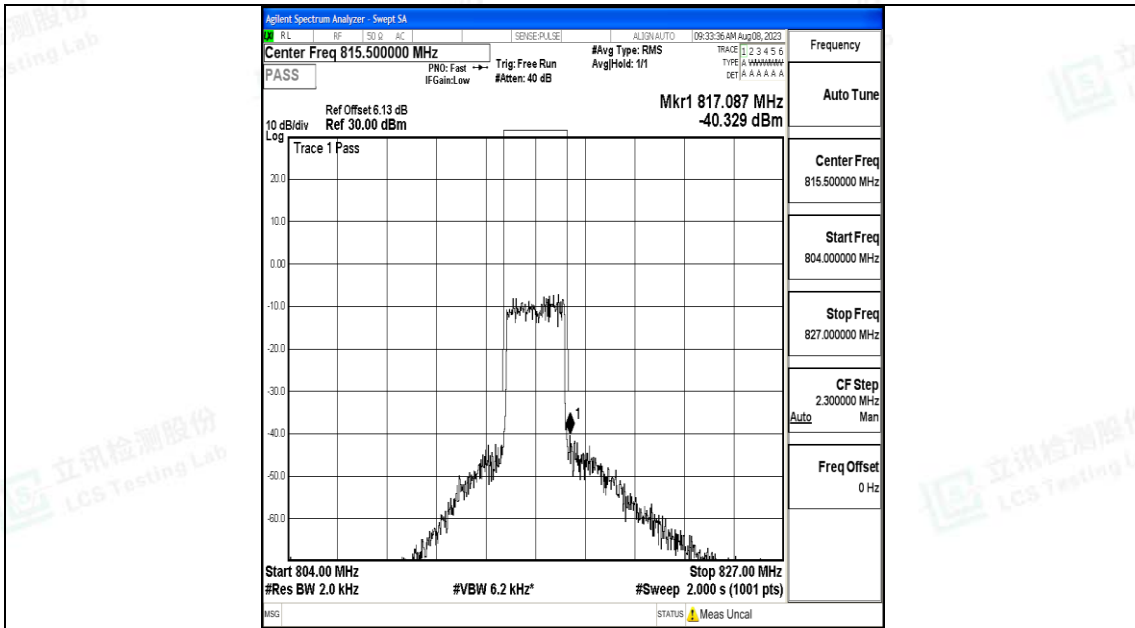 Agilent Spectrum Analyzer - Swept SA
RL RF 50 Ω AC SENSE:PULSE ALIGN AUTO 09:33:36 AM Aug 08, 2023
Center Freq 815.500000 MHz
PASS
PNO: Fast
IFGain:Low
Trig: Free Run
#Atten: 40 dB
#Avg Type: RMS
Avg|Hold: 1/1
TRACE 1 2 3 4 5 6
TYPE A WWWWW
DET A A A A A A
Ref Offset 6.13 dB
10 dB/div Ref 30.00 dBm
Log
Mkr1 817.087 MHz
-40.329 dBm
Trace 1 Pass
20.0
10.0
0.00
-10.0
-20.0
-30.0
-40.0
-50.0
-60.0
1
Start 804.00 MHz
Stop 827.00 MHz
#Res BW 2.0 kHz
#VBW 6.2 kHz*
#Sweep 2.000 s (1001 pts)
MSG
STATUS Meas Uncal
Frequency
Auto Tune
Center Freq
815.500000 MHz
Start Freq
804.000000 MHz
Stop Freq
827.000000 MHz
CF Step
2.300000 MHz
Auto Man
Freq Offset
0 Hz
立讯检测股份
LCS Testing Lab
立讯检测股份